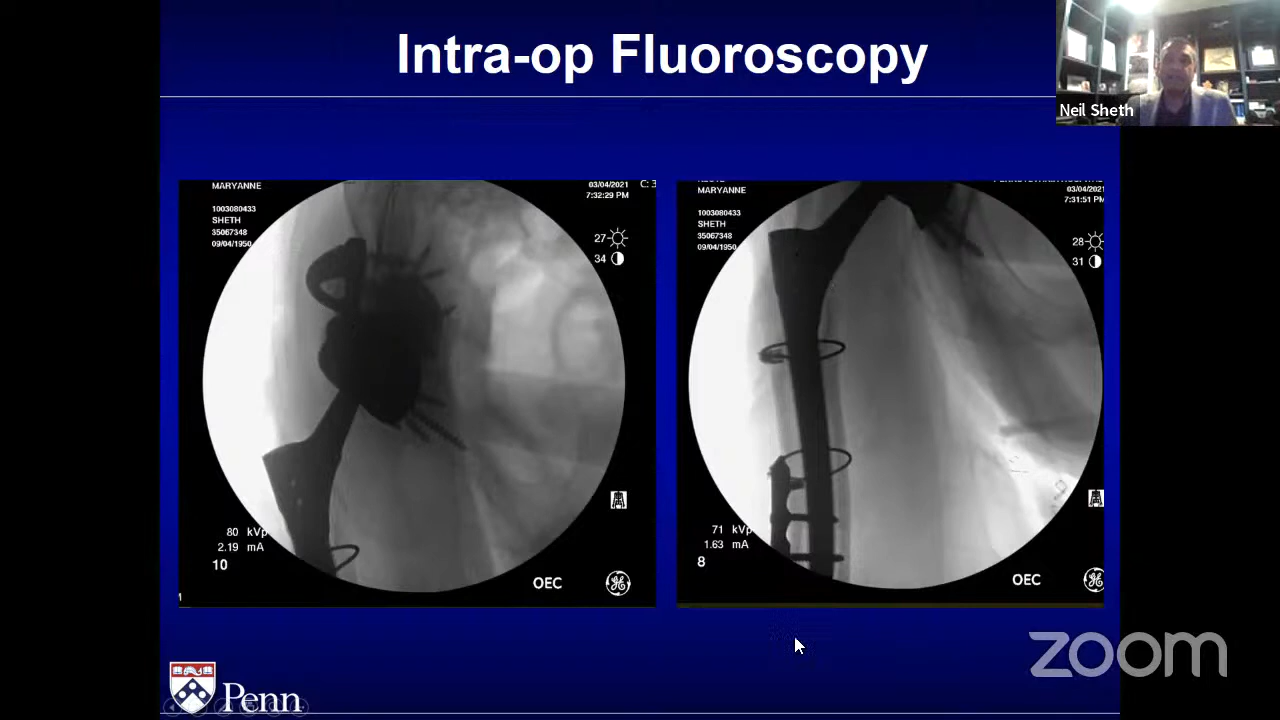 Intra-op Fluoroscopy
Neil Sheth
MARYANNE
1003080433
SHETH
35067348
09/04/1950
03/04/2021
7:32:29 PM
C: 3
27
34
80 kVp
2.19 mA
10
OEC
MARYANNE
1003080433
SHETH
35067348
09/04/1950
03/04/2021
7:31:51 PM
28
31
71 kVp
1.63 mA
8
OEC
zoom
Penn